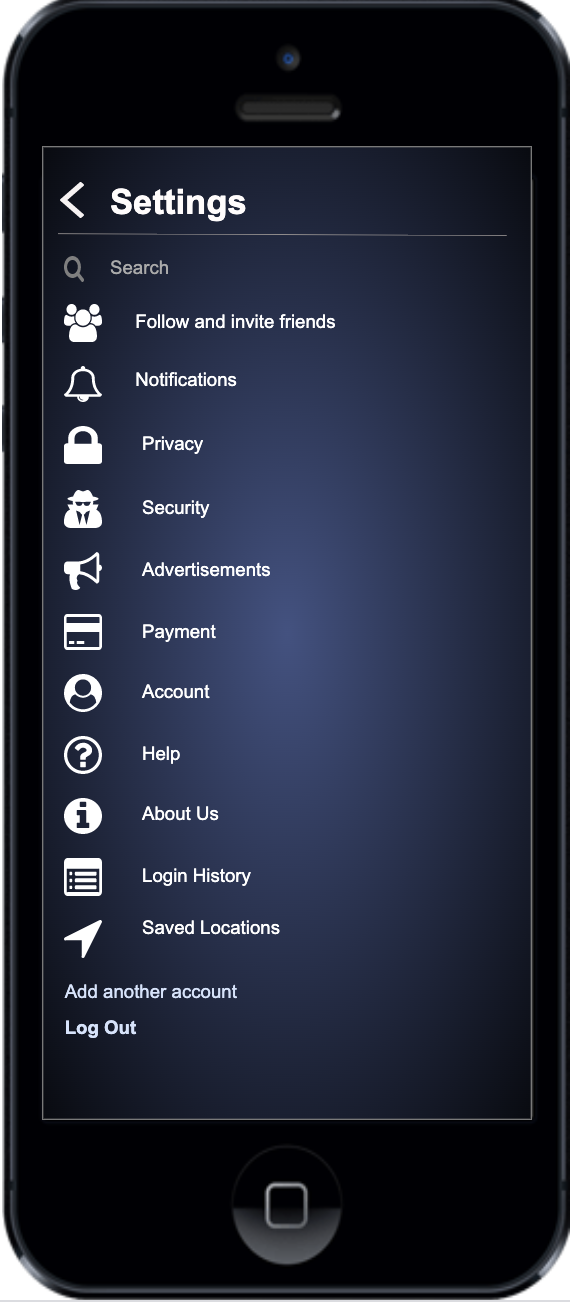 Settings
Search
Follow and invite friends
Notifications
Privacy
Security
Advertisements
Payment
Account
Help
About Us
Login History
Saved Locations
Add another account
Log Out